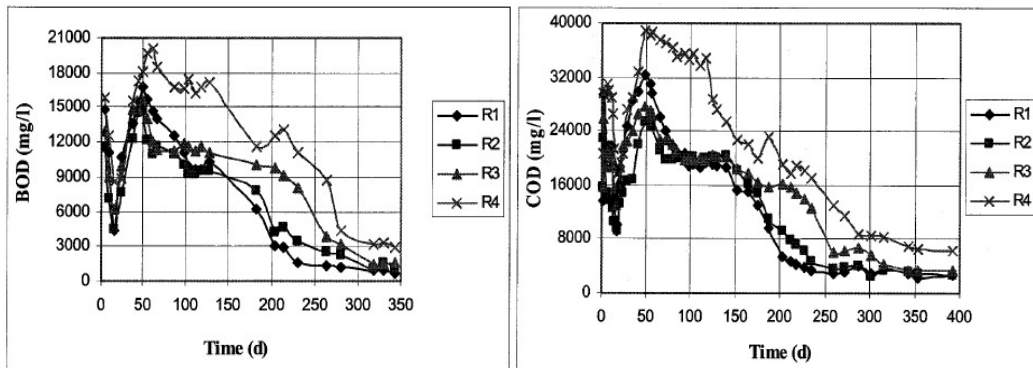 21000
18000
15000
12000
9000
6000
3000
0
BOD (mg/l)
0 50 100 150 200 250 300 350
Time (d)
R1
R2
R3
R4
40000
32000
24000
16000
8000
0
COD (mg/l)
0 50 100 150 200 250 300 350 400
Time (d)
R1
R2
R3
R4